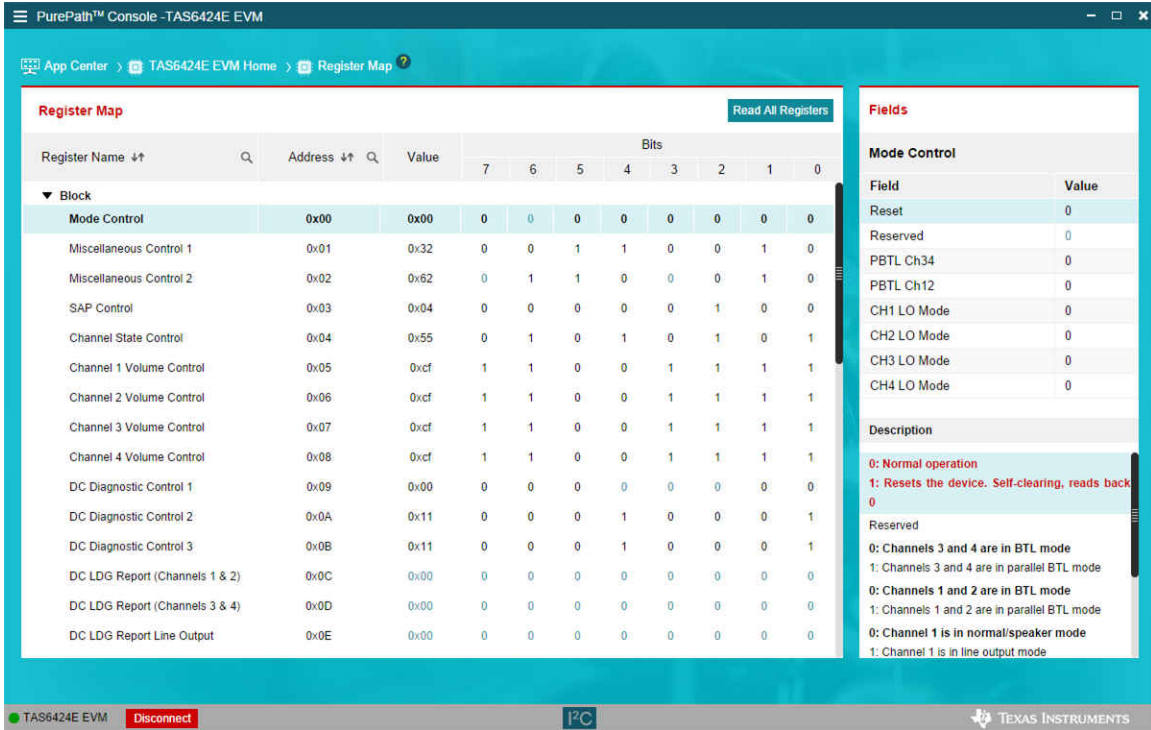 PurePath™ Console -TAS6424E EVM
App Center > TAS6424E EVM Home > Register Map ?
Register Map
Read All Registers
Register Name Address Value Bits
7 6 5 4 3 2 1 0
Block
Mode Control 0x00 0x00 0 0 0 0 0 0 0 0
Miscellaneous Control 1 0x01 0x32 0 0 1 1 0 0 1 0
Miscellaneous Control 2 0x02 0x62 0 1 1 0 0 0 1 0
SAP Control 0x03 0x04 0 0 0 0 0 1 0 0
Channel State Control 0x04 0x55 0 1 0 1 0 1 0 1
Channel 1 Volume Control 0x05 0xcf 1 1 0 0 1 1 1 1
Channel 2 Volume Control 0x06 0xcf 1 1 0 0 1 1 1 1
Channel 3 Volume Control 0x07 0xcf 1 1 0 0 1 1 1 1
Channel 4 Volume Control 0x08 0xcf 1 1 0 0 1 1 1 1
DC Diagnostic Control 1 0x09 0x00 0 0 0 0 0 0 0 0
DC Diagnostic Control 2 0x0A 0x11 0 0 0 1 0 0 0 1
DC Diagnostic Control 3 0x0B 0x11 0 0 0 1 0 0 0 1
DC LDG Report (Channels 1 & 2) 0x0C 0x00 0 0 0 0 0 0 0 0
DC LDG Report (Channels 3 & 4) 0x0D 0x00 0 0 0 0 0 0 0 0
DC LDG Report Line Output 0x0E 0x00 0 0 0 0 0 0 0 0
Fields
Mode Control
Field Value
Reset 0
Reserved 0
PBTL Ch34 0
PBTL Ch12 0
CH1 LO Mode 0
CH2 LO Mode 0
CH3 LO Mode 0
CH4 LO Mode 0
Description
0: Normal operation
1: Resets the device. Self-clearing, reads back
0
Reserved
0: Channels 3 and 4 are in BTL mode
1: Channels 3 and 4 are in parallel BTL mode
0: Channels 1 and 2 are in BTL mode
1: Channels 1 and 2 are in parallel BTL mode
0: Channel 1 is in normal/speaker mode
1: Channel 1 is in line output mode
TAS6424E EVM Disconnect I²C TEXAS INSTRUMENTS